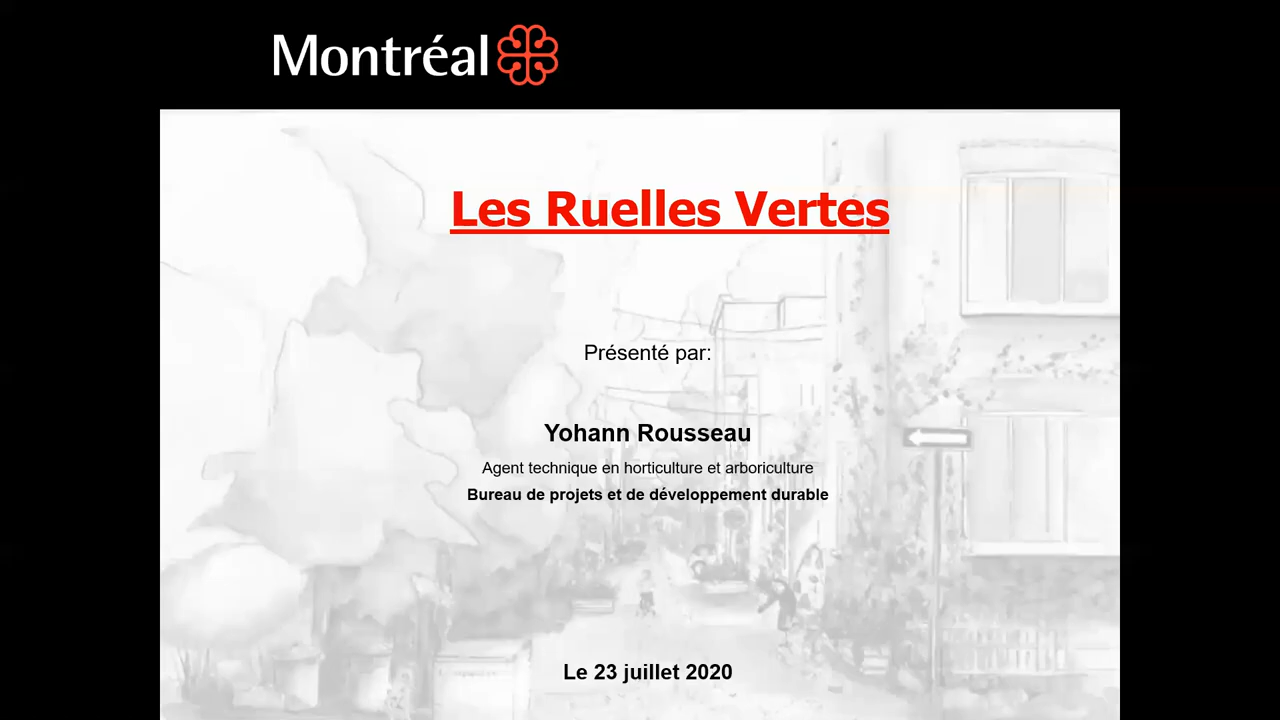 Montréal
Les Ruelles Vertes
Présenté par:
Yohann Rousseau
Agent technique en horticulture et arboriculture
Bureau de projets et de développement durable
Le 23 juillet 2020